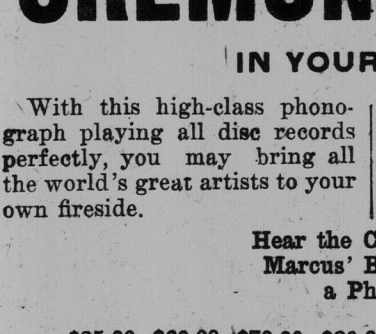 IN YOUR
With this high-class phono-
graph playing all disc records
perfectly, you may bring all
the world's great artists to your
own fireside.
Hear the
Marcus'
a